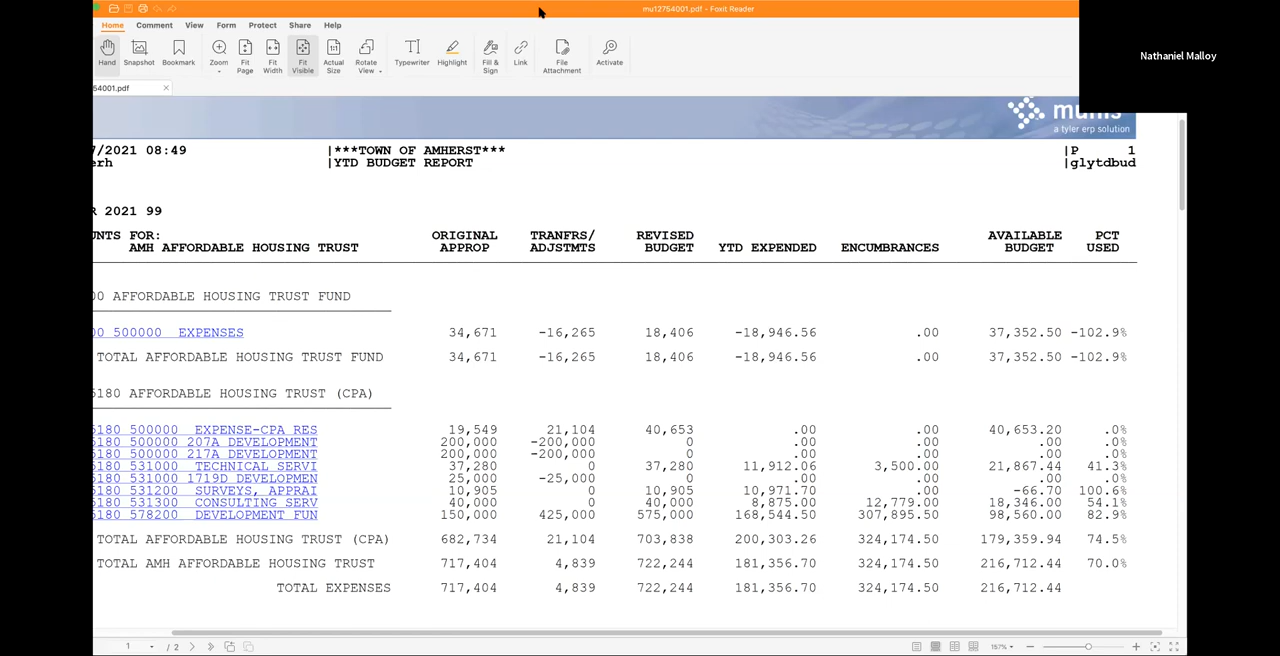 mu12754001.pdf - Foxit Reader
Home Comment View Form Protect Share Help
Hand Snapshot Bookmark Zoom Fit Page Fit Width Fit Visible Actual Size Rotate View Typewriter Highlight Fill & Sign Link File Attachment Activate
Nathaniel Malloy
54001.pdf
munis
a tyler erp solution
7/2021 08:49 |***TOWN OF AMHERST*** |P 1
erh |YTD BUDGET REPORT |glytdbud
R 2021 99
UNTS FOR: ORIGINAL TRANFRS/ REVISED AVAILABLE PCT
AMH AFFORDABLE HOUSING TRUST APPROP ADJSTMTS BUDGET YTD EXPENDED ENCUMBRANCES BUDGET USED
00 AFFORDABLE HOUSING TRUST FUND
00 500000 EXPENSES 34,671 -16,265 18,406 -18,946.56 .00 37,352.50 -102.9%
TOTAL AFFORDABLE HOUSING TRUST FUND 34,671 -16,265 18,406 -18,946.56 .00 37,352.50 -102.9%
5180 AFFORDABLE HOUSING TRUST (CPA)
5180 500000 EXPENSE-CPA RES 19,549 21,104 40,653 .00 .00 40,653.20 .0%
5180 500000 207A DEVELOPMENT 200,000 -200,000 0 .00 .00 .00 .0%
5180 500000 217A DEVELOPMENT 200,000 -200,000 0 .00 .00 .00 .0%
5180 531000 TECHNICAL SERVI 37,280 0 37,280 11,912.06 3,500.00 21,867.44 41.3%
5180 531000 1719D DEVELOPMEN 25,000 -25,000 0 .00 .00 .00 .0%
5180 531200 SURVEYS, APPRAI 10,905 0 10,905 10,971.70 .00 -66.70 100.6%
5180 531300 CONSULTING SERV 40,000 0 40,000 8,875.00 12,779.00 18,346.00 54.1%
5180 578200 DEVELOPMENT FUN 150,000 425,000 575,000 168,544.50 307,895.50 98,560.00 82.9%
TOTAL AFFORDABLE HOUSING TRUST (CPA) 682,734 21,104 703,838 200,303.26 324,174.50 179,359.94 74.5%
TOTAL AMH AFFORDABLE HOUSING TRUST 717,404 4,839 722,244 181,356.70 324,174.50 216,712.44 70.0%
TOTAL EXPENSES 717,404 4,839 722,244 181,356.70 324,174.50 216,712.44
1 / 2 157%